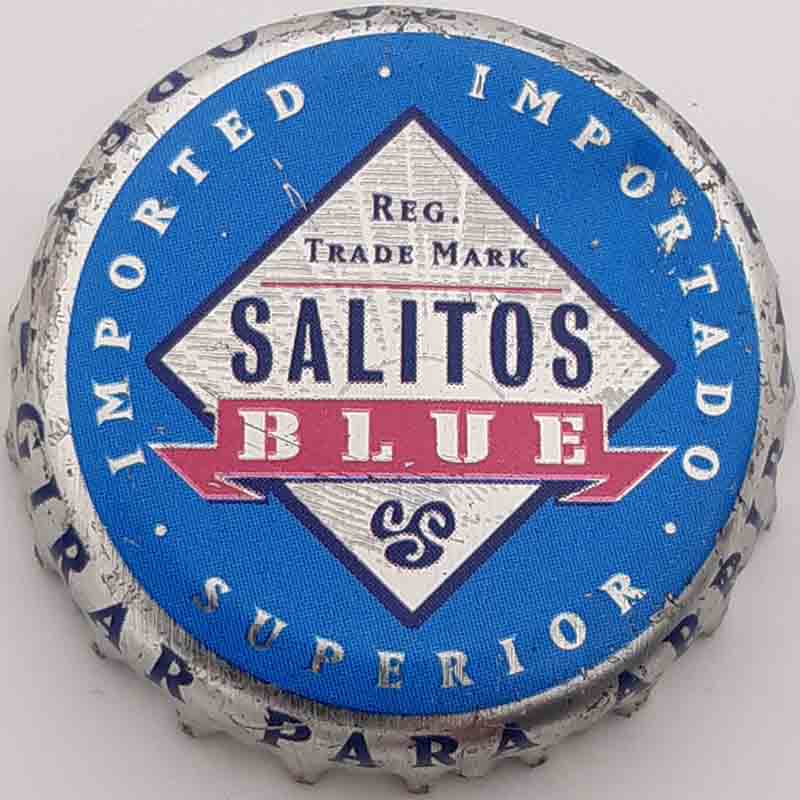 IMPORTED · IMPORTADO · SUPERIOR ·
REG.
TRADE MARK
SALITOS
BLUE
GIRAR PARA